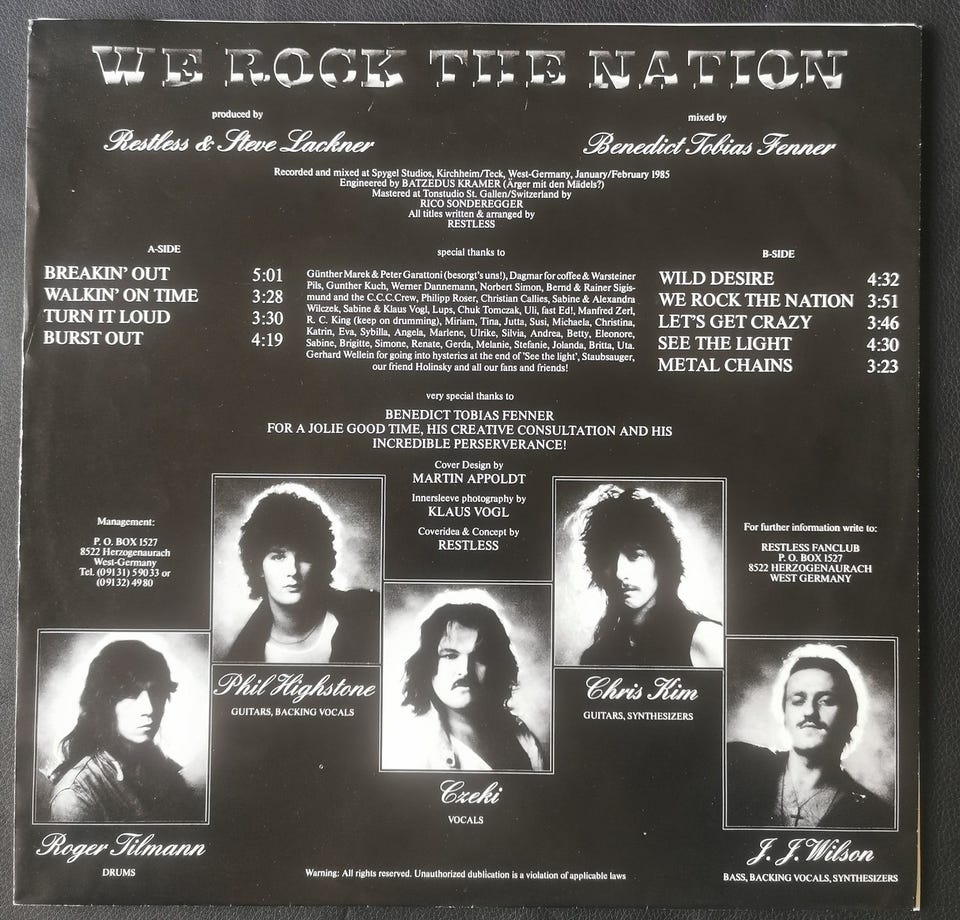 WE ROCK THE NATION
produced by
Restless & Steve Lackner
mixed by
Benedict Tobias Fenner
Recorded and mixed at Spygel Studios, Kirchheim/Teck, West-Germany, January/February 1985
Engineered by BATZEDUS KRAMER (Ärger mit den Mädels?)
Mastered at Tonstudio St. Gallen/Switzerland by
RICO SONDEREGGER
All titles written & arranged by
RESTLESS
A-SIDE
BREAKIN' OUT 5:01
WALKIN' ON TIME 3:28
TURN IT LOUD 3:30
BURST OUT 4:19
special thanks to
Günther Marek & Peter Garattoni (besorgt's uns!), Dagmar for coffee & Warsteiner
Pils, Gunther Kuch, Werner Dannemann, Norbert Simon, Bernd & Rainer Sigis-
mund and the C.C.C.Crew, Philipp Roser, Christian Callies, Sabine & Alexandra
Wilczek, Sabine & Klaus Vogl, Lups, Chuk Tomczak, Uli, fast Ed!, Manfred Zerl,
R. C. King (keep on drumming), Miriam, Tina, Jutta, Susi, Michaela, Christina,
Katrin, Eva, Sybilla, Angela, Marlene, Ulrike, Silvia, Andrea, Betty, Eleonore,
Sabine, Brigitte, Simone, Renate, Gerda, Melanie, Stefanie, Jolanda, Britta, Uta.
Gerhard Wellein for going into hysterics at the end of 'See the light', Staubsauger,
our friend Holinsky and all our fans and friends!
B-SIDE
WILD DESIRE 4:32
WE ROCK THE NATION 3:51
LET'S GET CRAZY 3:46
SEE THE LIGHT 4:30
METAL CHAINS 3:23
very special thanks to
BENEDICT TOBIAS FENNER
FOR A JOLIE GOOD TIME, HIS CREATIVE CONSULTATION AND HIS
INCREDIBLE PERSERVERANCE!
Cover Design by
MARTIN APPOLDT
Innersleeve photography by
KLAUS VOGL
Coveridea & Concept by
RESTLESS
Management:
P. O. BOX 1527
8522 Herzogenaurach
West-Germany
Tel. (09131) 59033 or
(09132) 4980
For further information write to:
RESTLESS FANCLUB
P. O. BOX 1527
8522 HERZOGENAURACH
WEST GERMANY
Phil Highstone
GUITARS, BACKING VOCALS
Chris Kim
GUITARS, SYNTHESIZERS
Czeki
VOCALS
Roger Tilmann
DRUMS
J. J. Wilson
BASS, BACKING VOCALS, SYNTHESIZERS
Warning: All rights reserved. Unauthorized dublication is a violation of applicable laws